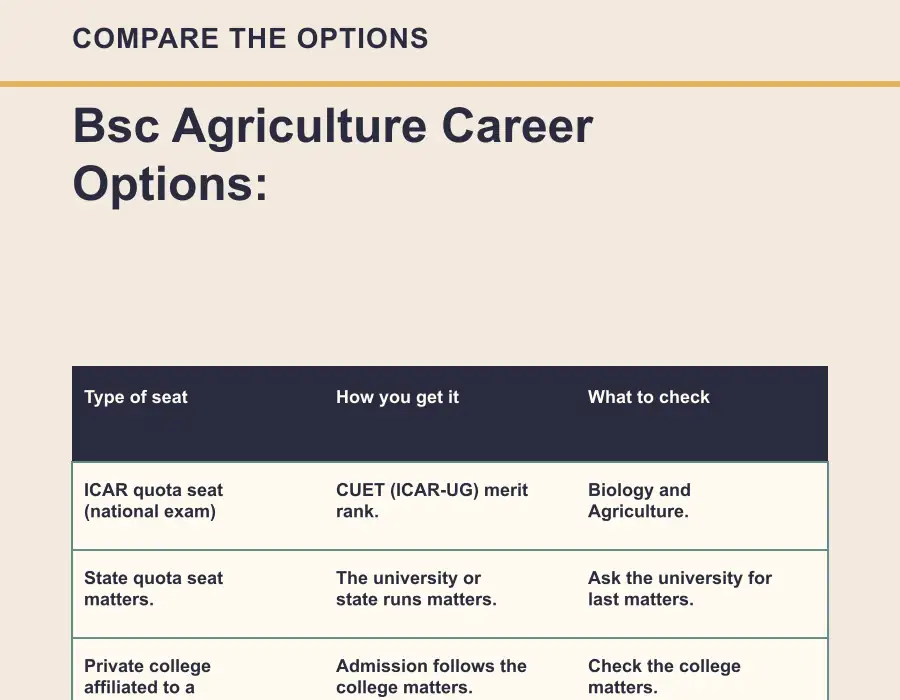 COMPARE THE OPTIONS
Bsc Agriculture Career
Options:
Type of seat
How you get it
What to check
ICAR quota seat
(national exam)
CUET (ICAR-UG) merit
rank.
Biology and
Agriculture.
State quota seat
matters.
The university or
state runs matters.
Ask the university for
last matters.
Private college
affiliated to a
Admission follows the
college matters.
Check the college
matters.